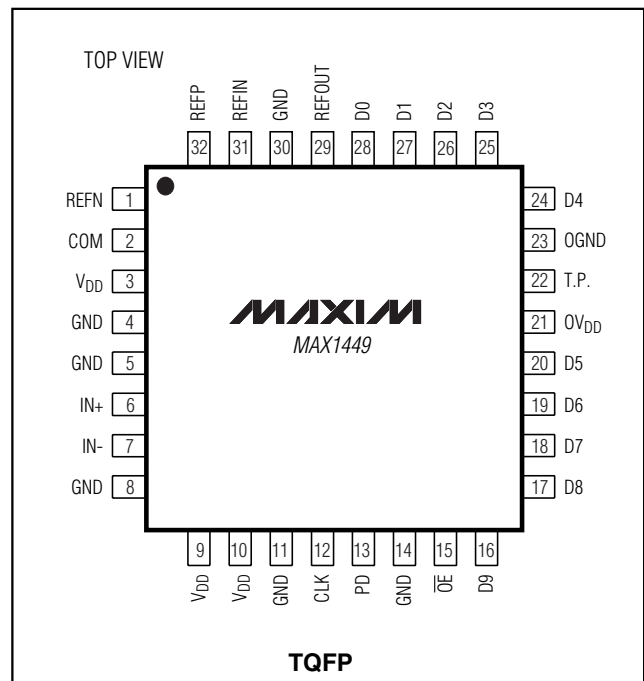 TOP VIEW
REFP REFIN GND REFOUT D0 D1 D2 D3
32 31 30 29 28 27 26 25
REFN 1 24 D4
COM 2 23 OGND
VDD 3 22 T.P.
GND 4 21 OVDD
GND 5 20 D5
IN+ 6 19 D6
IN- 7 18 D7
GND 8 17 D8
MAXIM
MAX1449
9 10 11 12 13 14 15 16
VDD VDD GND CLK PD GND O̅E̅ D9
TQFP